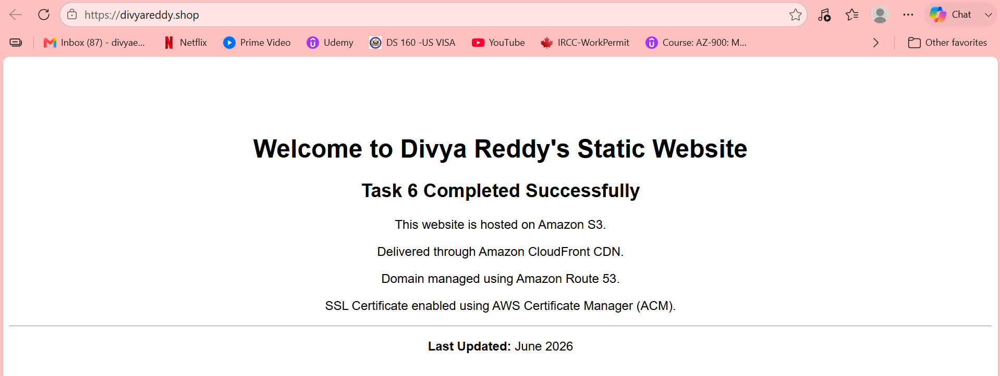 https://divyareddy.shop
Chat
Inbox (87) - divyae...
Netflix
Prime Video
Udemy
DS 160 -US VISA
YouTube
IRCC-WorkPermit
Course: AZ-900: M...
Other favorites
Welcome to Divya Reddy's Static Website
Task 6 Completed Successfully
This website is hosted on Amazon S3.
Delivered through Amazon CloudFront CDN.
Domain managed using Amazon Route 53.
SSL Certificate enabled using AWS Certificate Manager (ACM).
Last Updated: June 2026